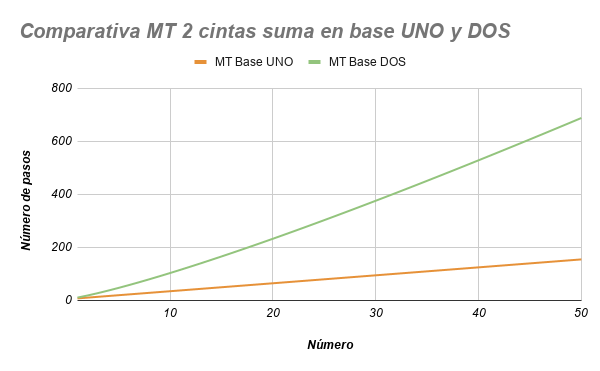 Comparativa MT 2 cintas suma en base UNO y DOS
MT Base UNO
MT Base DOS
Número de pasos
800
600
400
200
0
10
20
30
40
50
Número